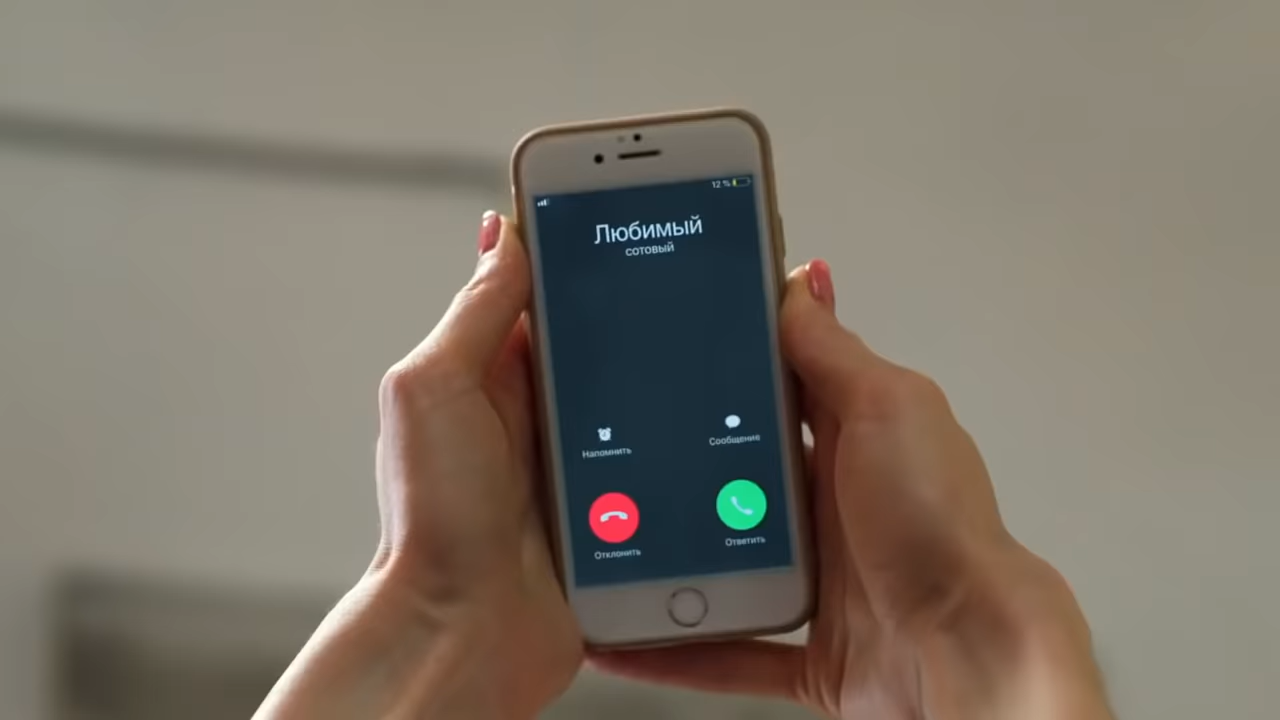 12 %
Любимый
сотовый
Напомнить
Сообщение
Отклонить
Ответить